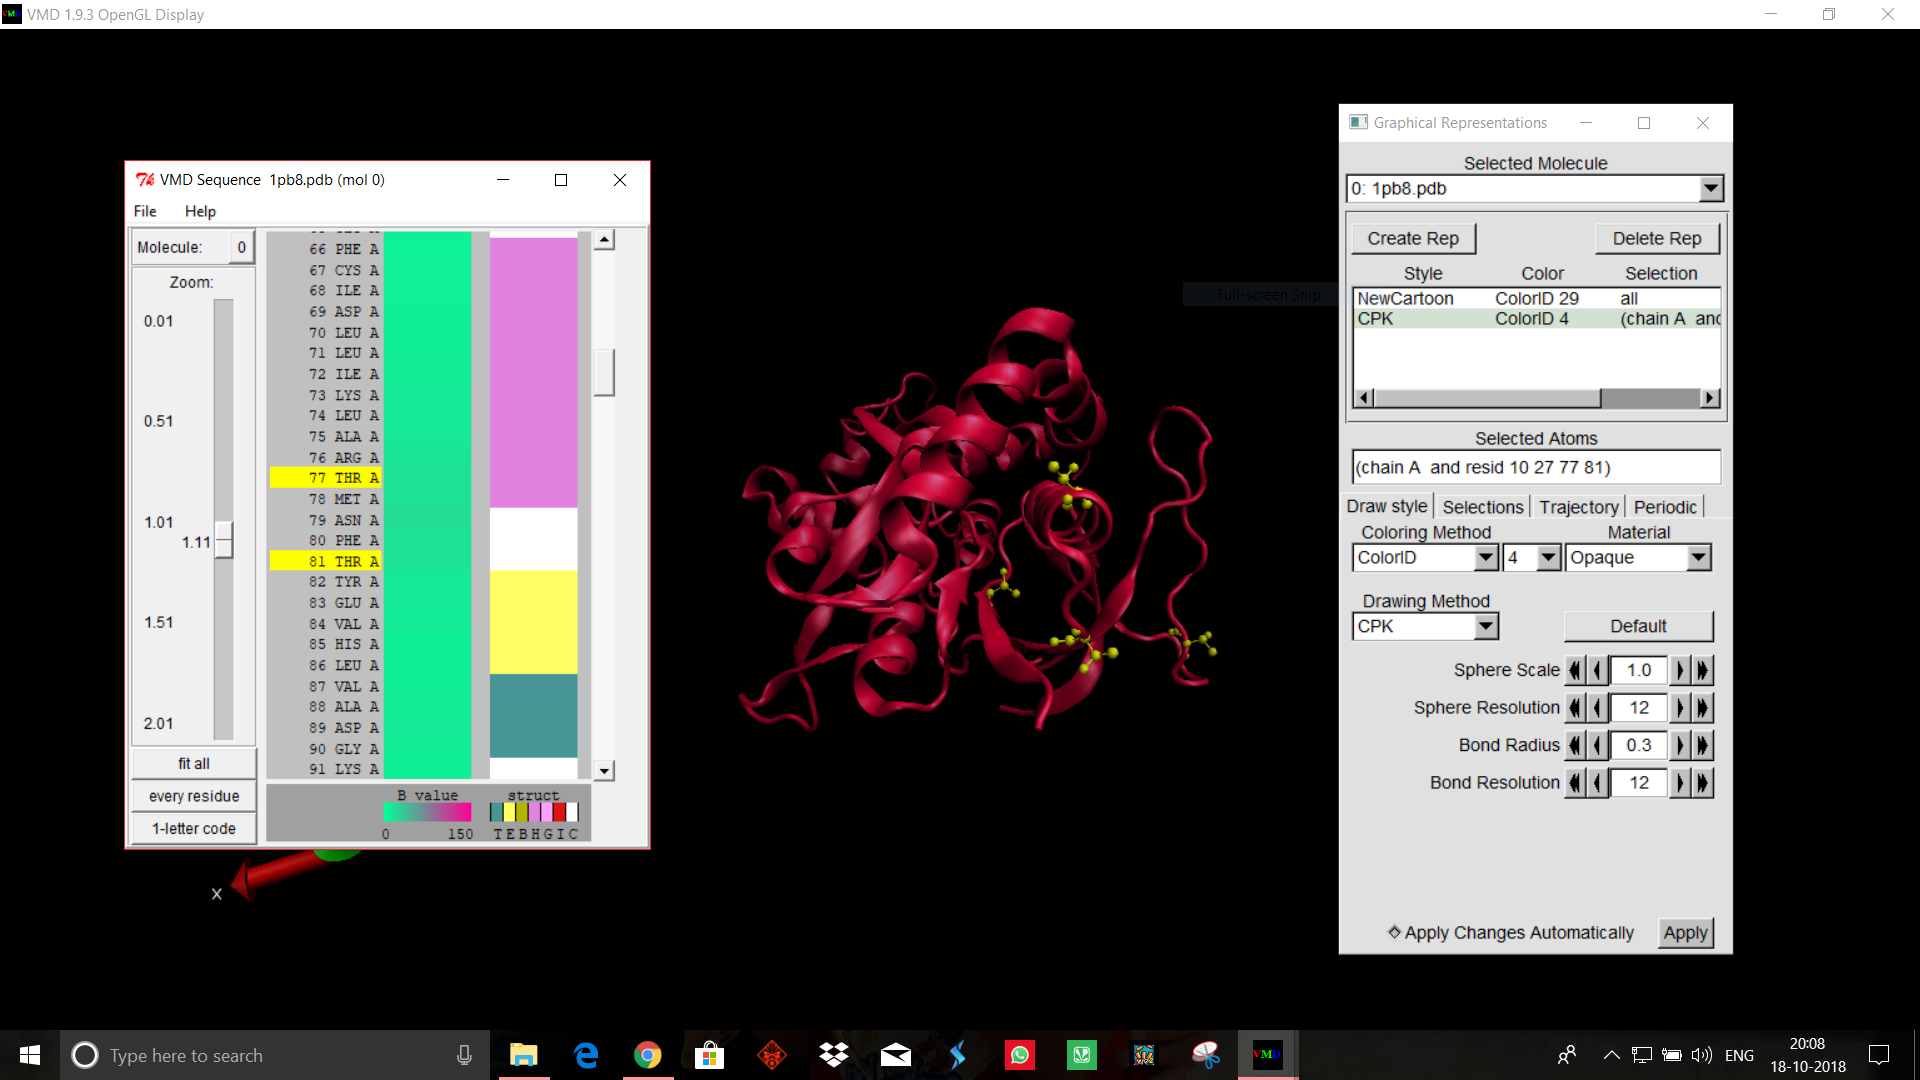 VMD 1.9.3 OpenGL Display
VMD Sequence 1pb8.pdb (mol 0)
File Help
Molecule: 0
Zoom:
0.01
0.51
1.01
1.11
1.51
2.01
fit all
every residue
1-letter code
66 PHE A
67 CYS A
68 ILE A
69 ASP A
70 LEU A
71 LEU A
72 ILE A
73 LYS A
74 LEU A
75 ALA A
76 ARG A
77 THR A
78 MET A
79 ASN A
80 PHE A
81 THR A
82 TYR A
83 GLU A
84 VAL A
85 HIS A
86 LEU A
87 VAL A
88 ALA A
89 ASP A
90 GLY A
91 LYS A
B value struct
0 150 T E B H G I C
x
Full-screen Snip
Graphical Representations
Selected Molecule
0: 1pb8.pdb
Create Rep Delete Rep
Style Color Selection
NewCartoon ColorID 29 all
CPK ColorID 4 (chain A and
Selected Atoms
(chain A and resid 10 27 77 81)
Draw style Selections Trajectory Periodic
Coloring Method Material
ColorID 4 Opaque
Drawing Method
CPK Default
Sphere Scale 1.0
Sphere Resolution 12
Bond Radius 0.3
Bond Resolution 12
Apply Changes Automatically Apply
Type here to search
VMD
ENG
20:08
18-10-2018